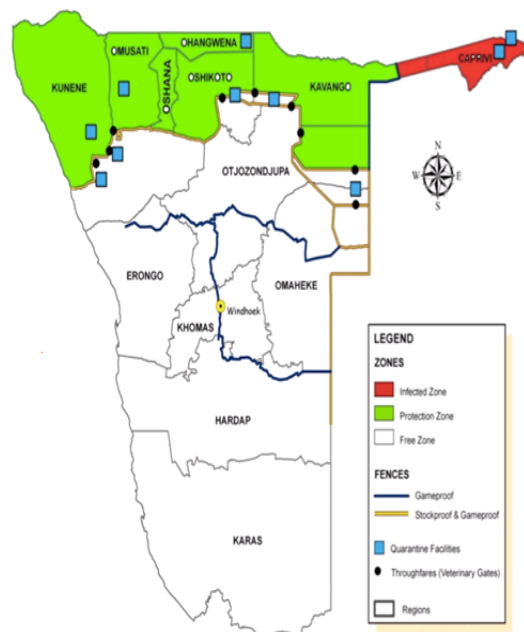 OHANGWENA
OMUSATI
CAPRIVI
KUNENE
OSHANA
OSHIKOTO
KAVANGO
N
W
E
S
OTJOZONDJUPA
ERONGO
OMAHEKE
Windhoek
KHOMAS
HARDAP
KARAS
LEGEND
ZONES
Infected Zone
Protection Zone
Free Zone
FENCES
Gameproof
Stockproof & Gameproof
Quarantine Facilities
Throughfares (Veterinary Gates)
Regions